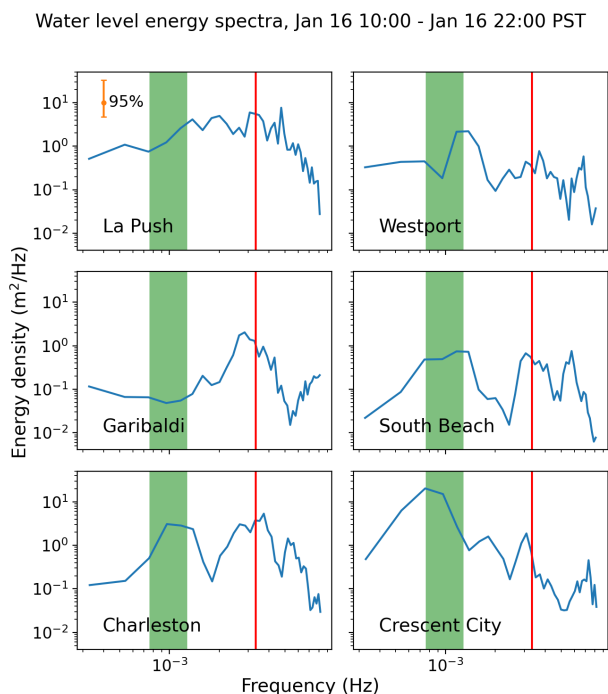 Water level energy spectra, Jan 16 10:00 - Jan 16 22:00 PST
10¹
10⁰
10⁻¹
10⁻²
95%
La Push
Westport
10¹
10⁰
10⁻¹
10⁻²
Energy density (m²/Hz)
Garibaldi
South Beach
10¹
10⁰
10⁻¹
10⁻²
Charleston
Crescent City
10⁻³
10⁻³
Frequency (Hz)